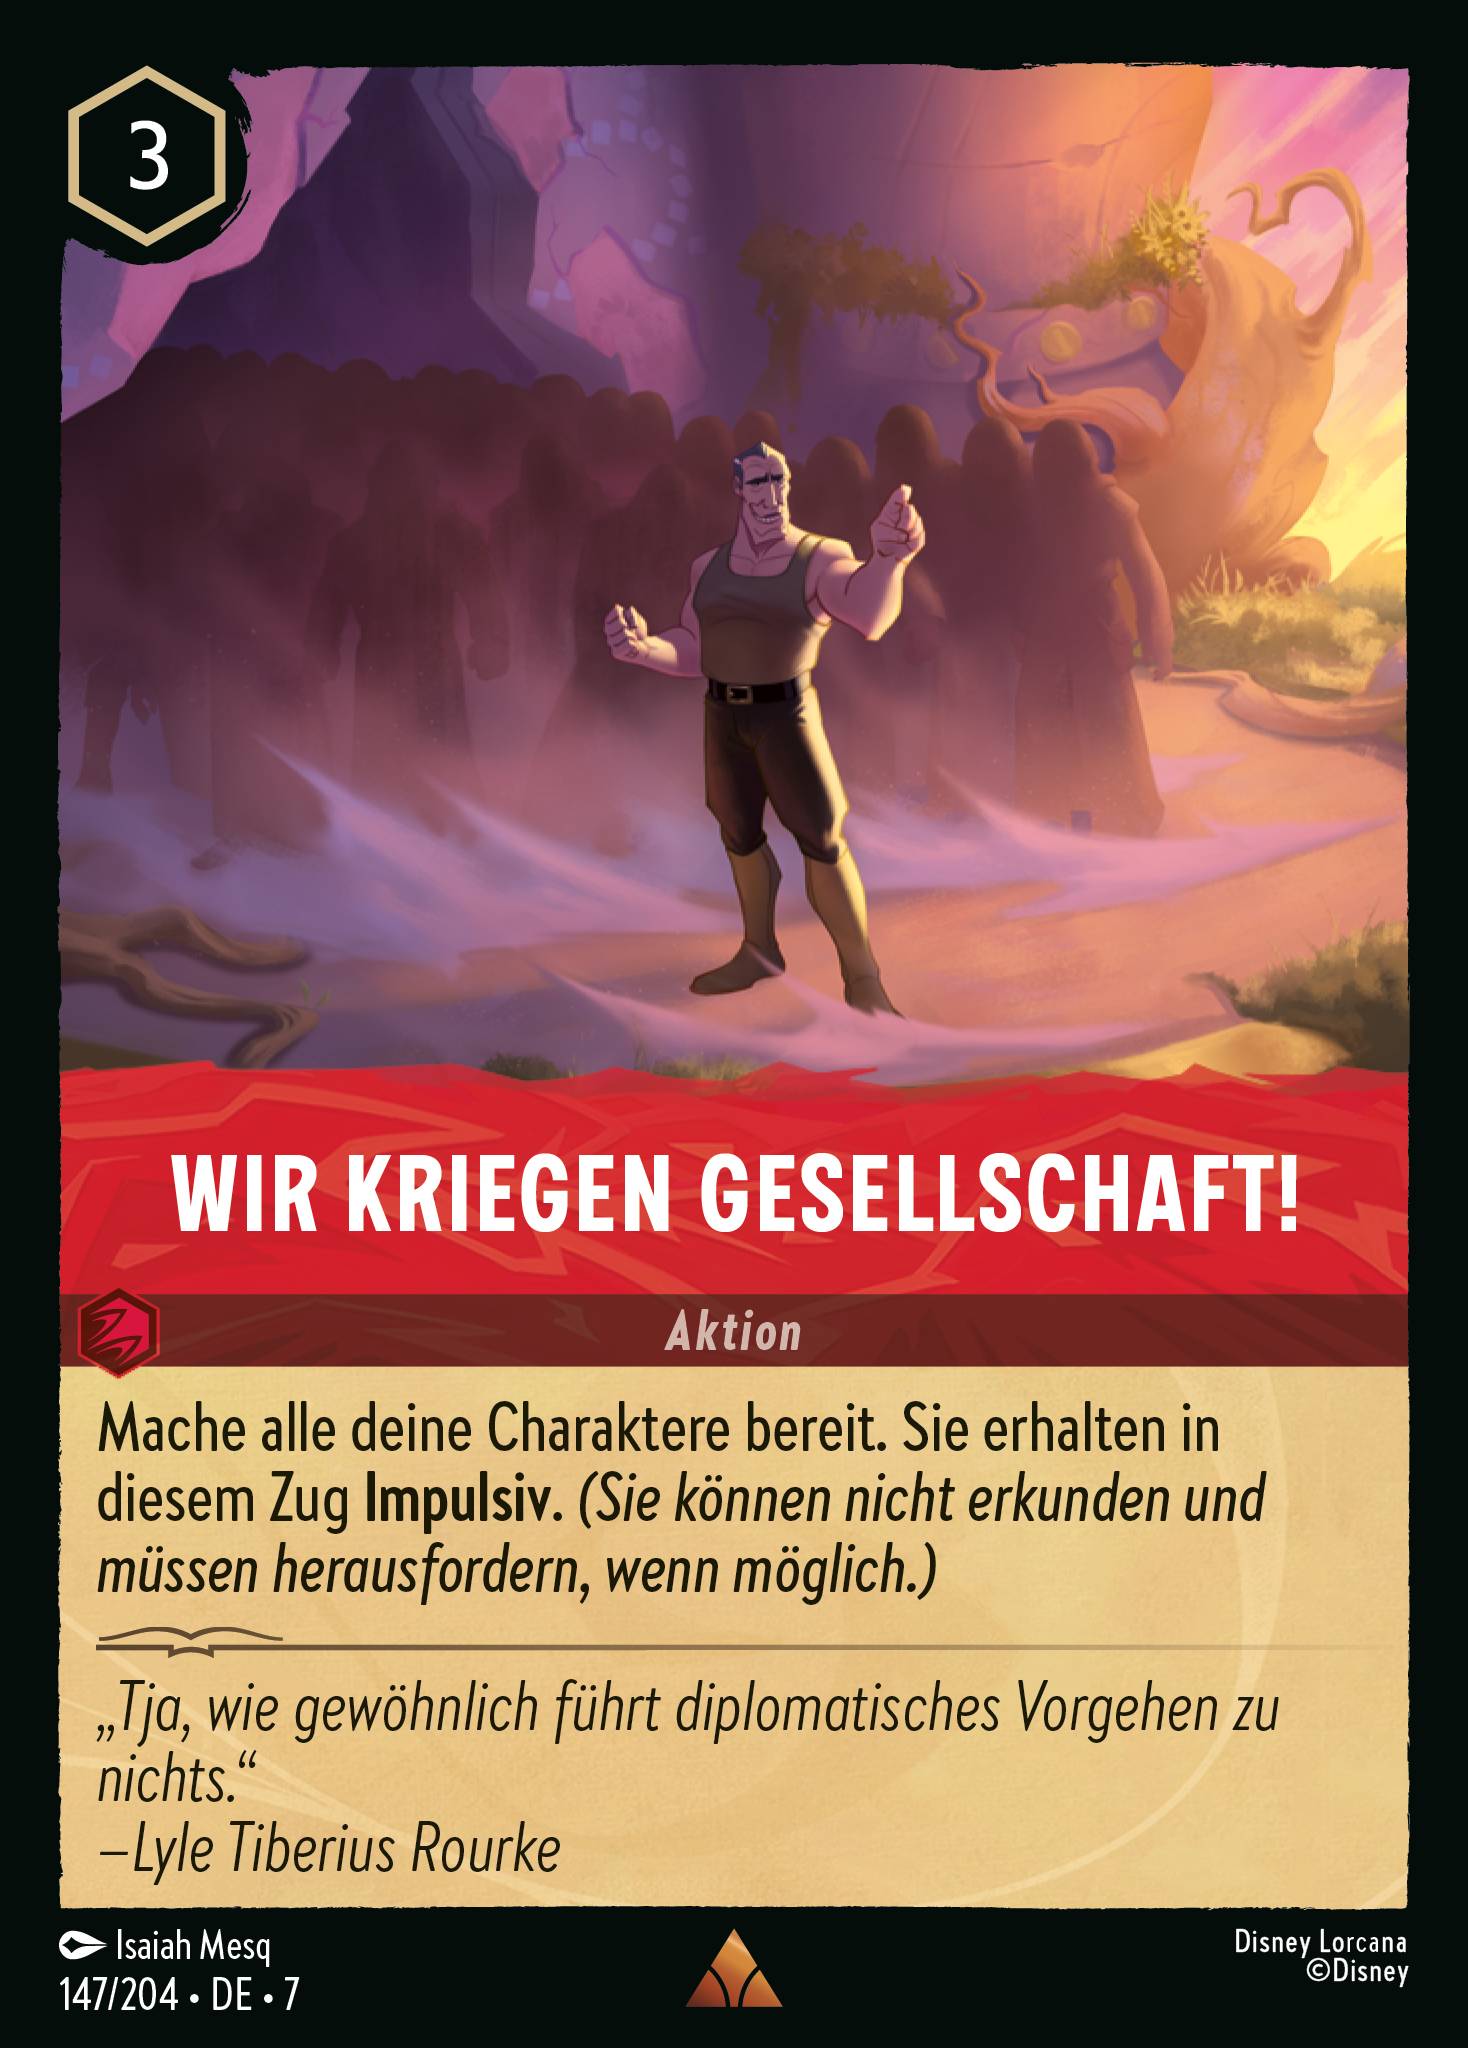 3
WIR KRIEGEN GESELLSCHAFT!
Aktion
Mache alle deine Charaktere bereit. Sie erhalten in
diesem Zug Impulsiv. (Sie können nicht erkunden und
müssen herausfordern, wenn möglich.)
„Tja, wie gewöhnlich führt diplomatisches Vorgehen zu
nichts.“
–Lyle Tiberius Rourke
Isaiah Mesq
147/204 • DE • 7
Disney Lorcana
©Disney